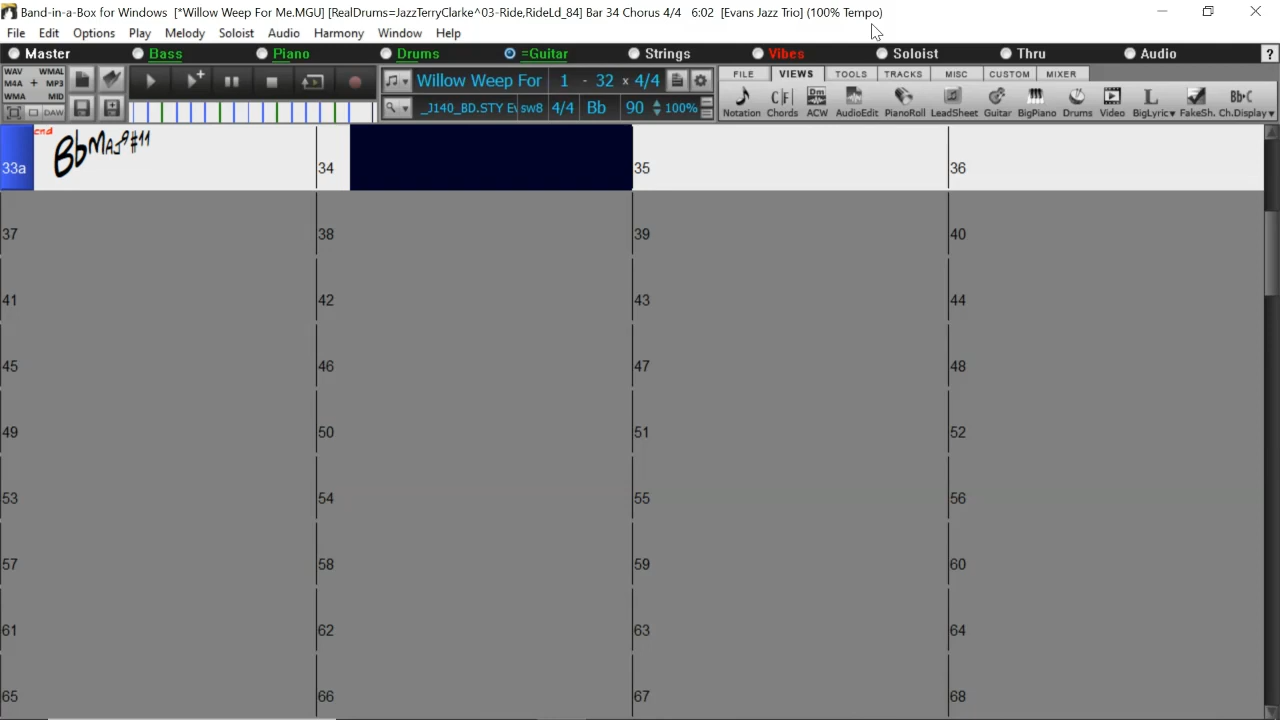 Band-in-a-Box for Windows [*Willow Weep For Me.MGU] [RealDrums=JazzTerryClarke^03-Ride,RideLd_84] Bar 34 Chorus 4/4 6:02 [Evans Jazz Trio] (100% Tempo)
File Edit Options Play Melody Soloist Audio Harmony Window Help
Master Bass Piano Drums =Guitar Strings Vibes Soloist Thru Audio ?
WAV WMAL
M4A + MP3
WMA MID
DAW
Willow Weep For 1 - 32 x 4/4
_J140_BD.STY Ev sw8 4/4 Bb 90 100%
FILE VIEWS TOOLS TRACKS MISC CUSTOM MIXER
Notation Chords ACW AudioEdit PianoRoll LeadSheet Guitar BigPiano Drums Video BigLyric FakeSh. Ch.Display
end
33a BbMAJ9#11 34 35 36
37 38 39 40
41 42 43 44
45 46 47 48
49 50 51 52
53 54 55 56
57 58 59 60
61 62 63 64
65 66 67 68